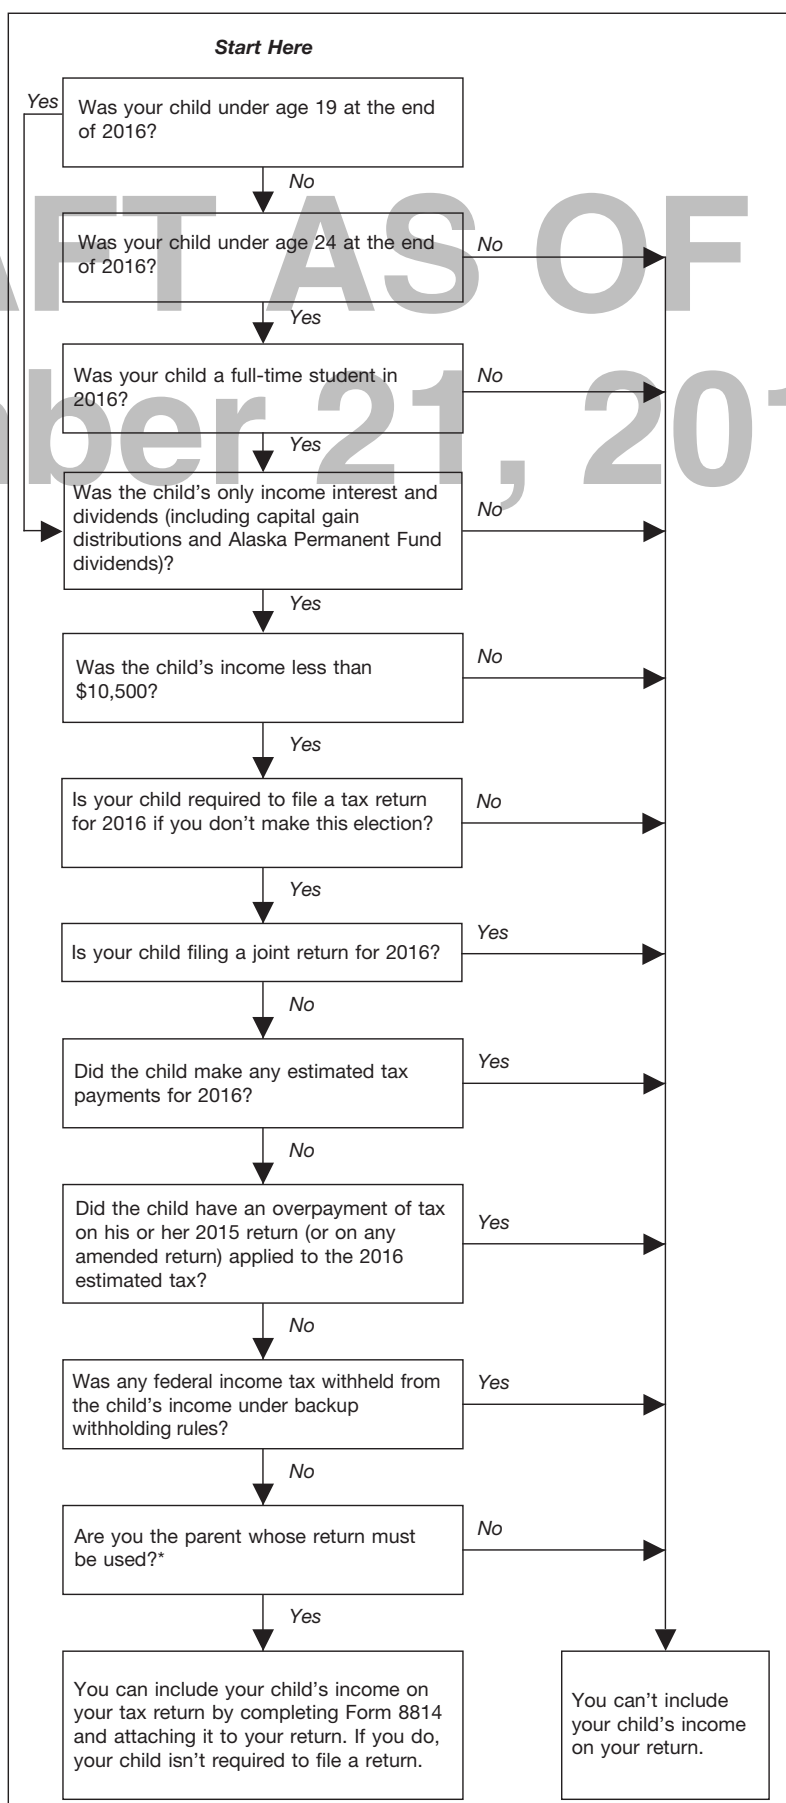 Start Here
Yes
Was your child under age 19 at the end
of 2016?
No
Was your child under age 24 at the end
of 2016?
No
Yes
Was your child a full-time student in
2016?
No
Yes
Was the child's only income interest and
dividends (including capital gain
distributions and Alaska Permanent Fund
dividends)?
No
Yes
Was the child's income less than
$10,500?
No
Yes
Is your child required to file a tax return
for 2016 if you don't make this election?
No
Yes
Is your child filing a joint return for 2016?
Yes
No
Did the child make any estimated tax
payments for 2016?
Yes
No
Did the child have an overpayment of tax
on his or her 2015 return (or on any
amended return) applied to the 2016
estimated tax?
Yes
No
Was any federal income tax withheld from
the child's income under backup
withholding rules?
Yes
No
Are you the parent whose return must
be used?*
No
Yes
You can include your child's income on
your tax return by completing Form 8814
and attaching it to your return. If you do,
your child isn't required to file a return.
You can't include
your child's income
on your return.
AFT AS OF
mber 21, 201